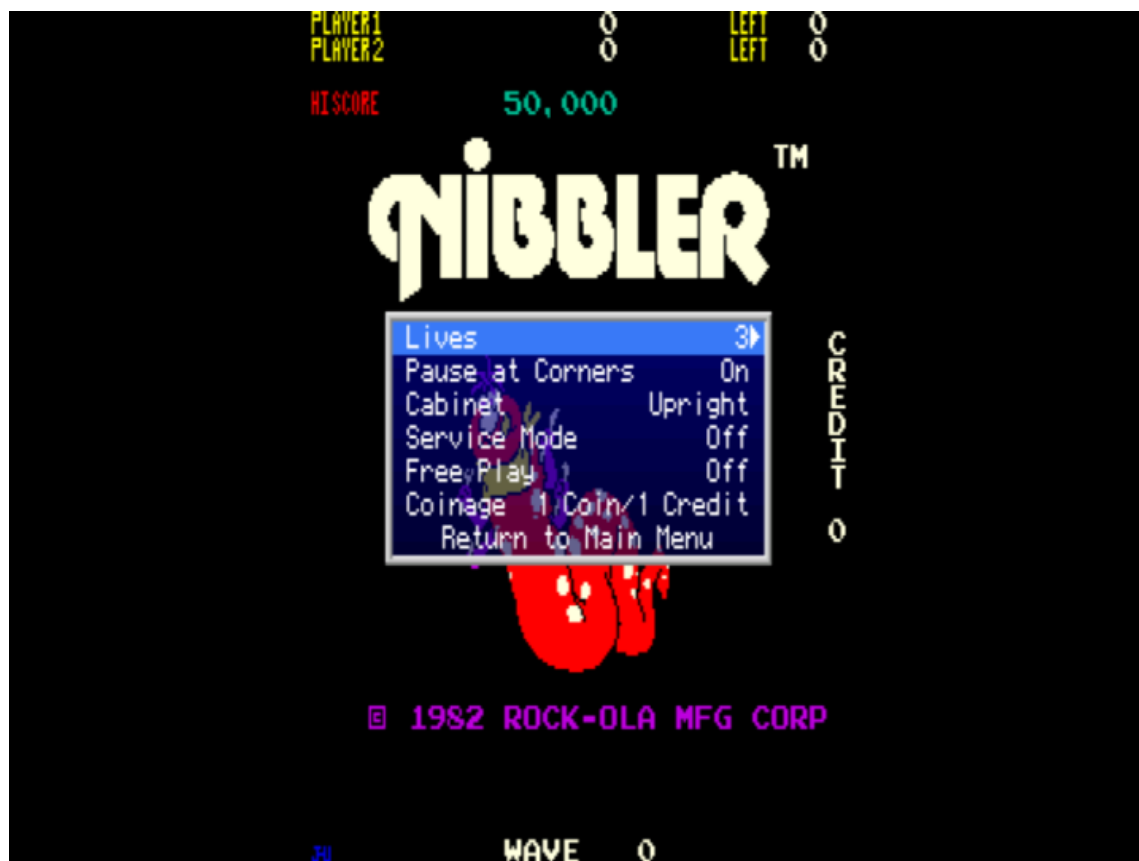 PLAYER1 0 LEFT 0
PLAYER2 0 LEFT 0
HISCORE 50,000
NIBBLER TM
Lives 3
Pause at Corners On
Cabinet Upright
Service Mode Off
Free Play Off
Coinage 1 Coin/1 Credit
Return to Main Menu
CREDIT 0
© 1982 ROCK-OLA MFG CORP
WAVE 0